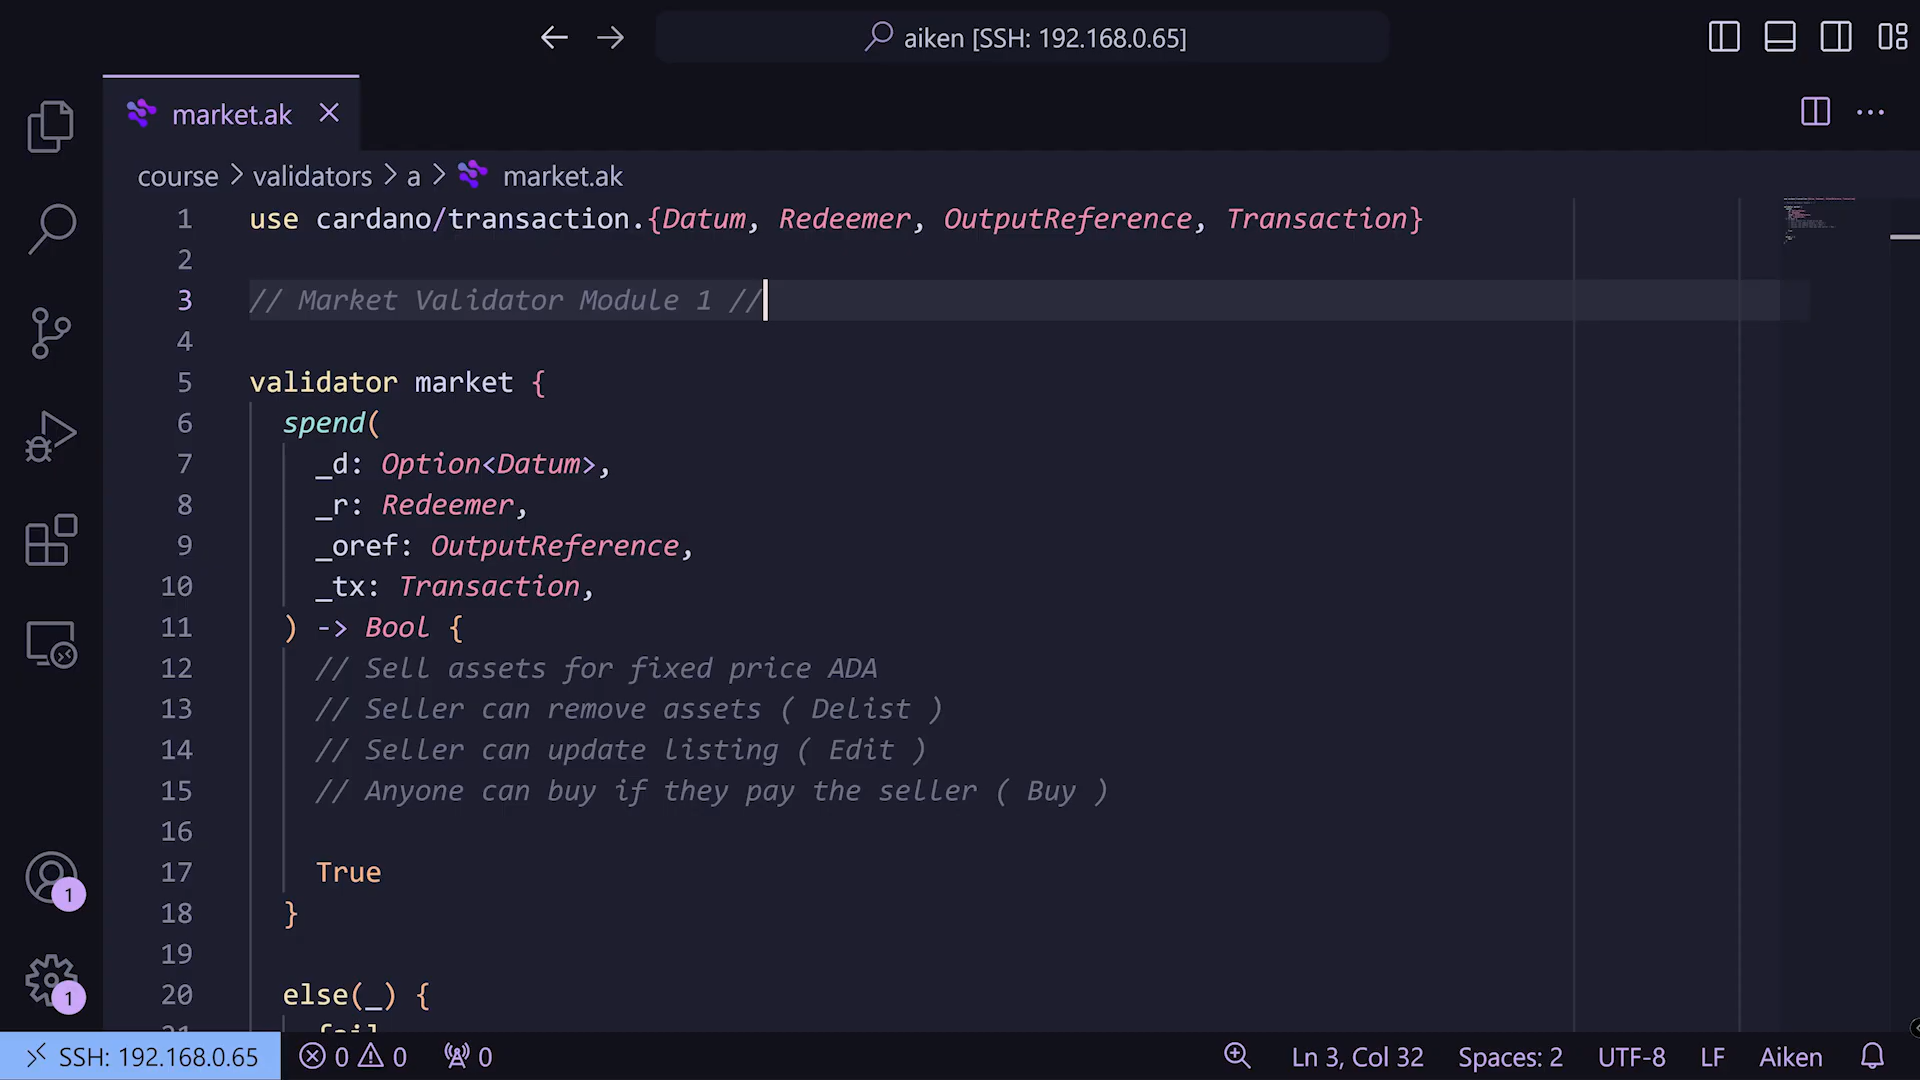 aiken [SSH: 192.168.0.65]
market.ak
course > validators > a > market.ak
1 use cardano/transaction.{Datum, Redeemer, OutputReference, Transaction}
2
3 // Market Validator Module 1 //
4
5 validator market {
6 spend(
7 _d: Option<Datum>,
8 _r: Redeemer,
9 _oref: OutputReference,
10 _tx: Transaction,
11 ) -> Bool {
12 // Sell assets for fixed price ADA
13 // Seller can remove assets ( Delist )
14 // Seller can update listing ( Edit )
15 // Anyone can buy if they pay the seller ( Buy )
16
17 True
18 }
19
20 else(_) {
21 fail
1
1
SSH: 192.168.0.65 0 0 0 Ln 3, Col 32 Spaces: 2 UTF-8 LF Aiken